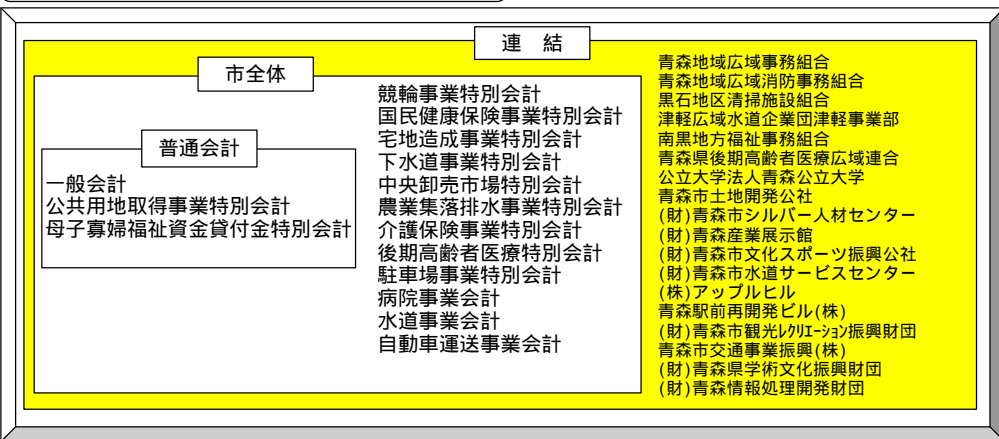 連 結
市全体
普通会計
一般会計
公共用地取得事業特別会計
母子寡婦福祉資金貸付金特別会計
競輪事業特別会計
国民健康保険事業特別会計
宅地造成事業特別会計
下水道事業特別会計
中央卸売市場特別会計
農業集落排水事業特別会計
介護保険事業特別会計
後期高齢者医療特別会計
駐車場事業特別会計
病院事業会計
水道事業会計
自動車運送事業会計
青森地域広域事務組合
青森地域広域消防事務組合
黒石地区清掃施設組合
津軽広域水道企業団津軽事業部
南黒地方福祉事務組合
青森県後期高齢者医療広域連合
公立大学法人青森公立大学
青森市土地開発公社
(財)青森市シルバー人材センター
(財)青森産業展示館
(財)青森市文化スポーツ振興公社
(財)青森市水道サービスセンター
(株)アップルヒル
青森駅前再開発ビル(株)
(財)青森市観光ﾚｸﾘｴｰｼｮﾝ振興財団
青森市交通事業振興(株)
(財)青森県学術文化振興財団
(財)青森情報処理開発財団